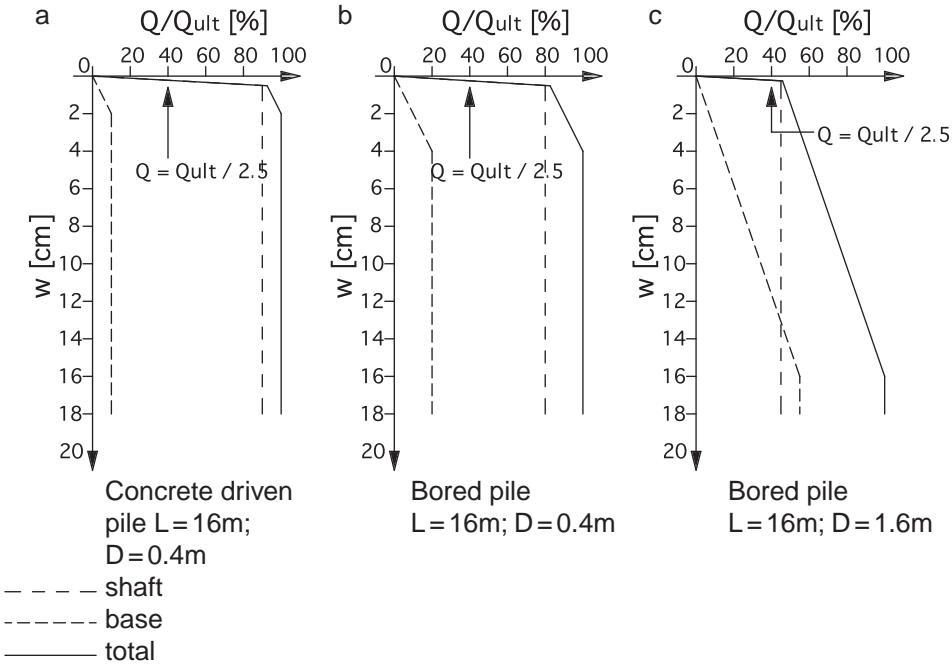 a
Q/Qult [%]
0 20 40 60 80 100
2
4
6
8
10
12
14
16
18
20
w [cm]
Q = Qult / 2.5
Concrete driven
pile L = 16m;
D = 0.4m
b
Q/Qult [%]
0 20 40 60 80 100
2
4
6
8
10
12
14
16
18
20
w [cm]
Q = Qult / 2.5
Bored pile
L = 16m; D = 0.4m
c
Q/Qult [%]
0 20 40 60 80 100
2
4
6
8
10
12
14
16
18
20
w [cm]
Q = Qult / 2.5
Bored pile
L = 16m; D = 1.6m
shaft
base
total